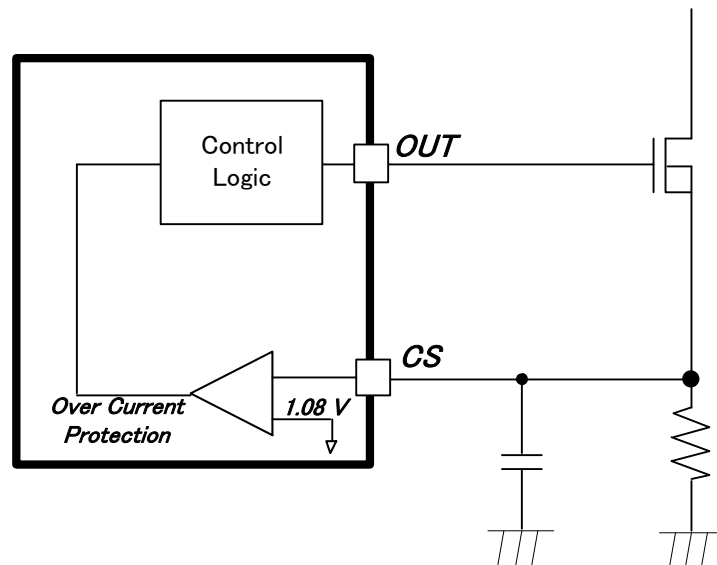 Control
Logic
OUT
CS
1.08 V
Over Current
Protection